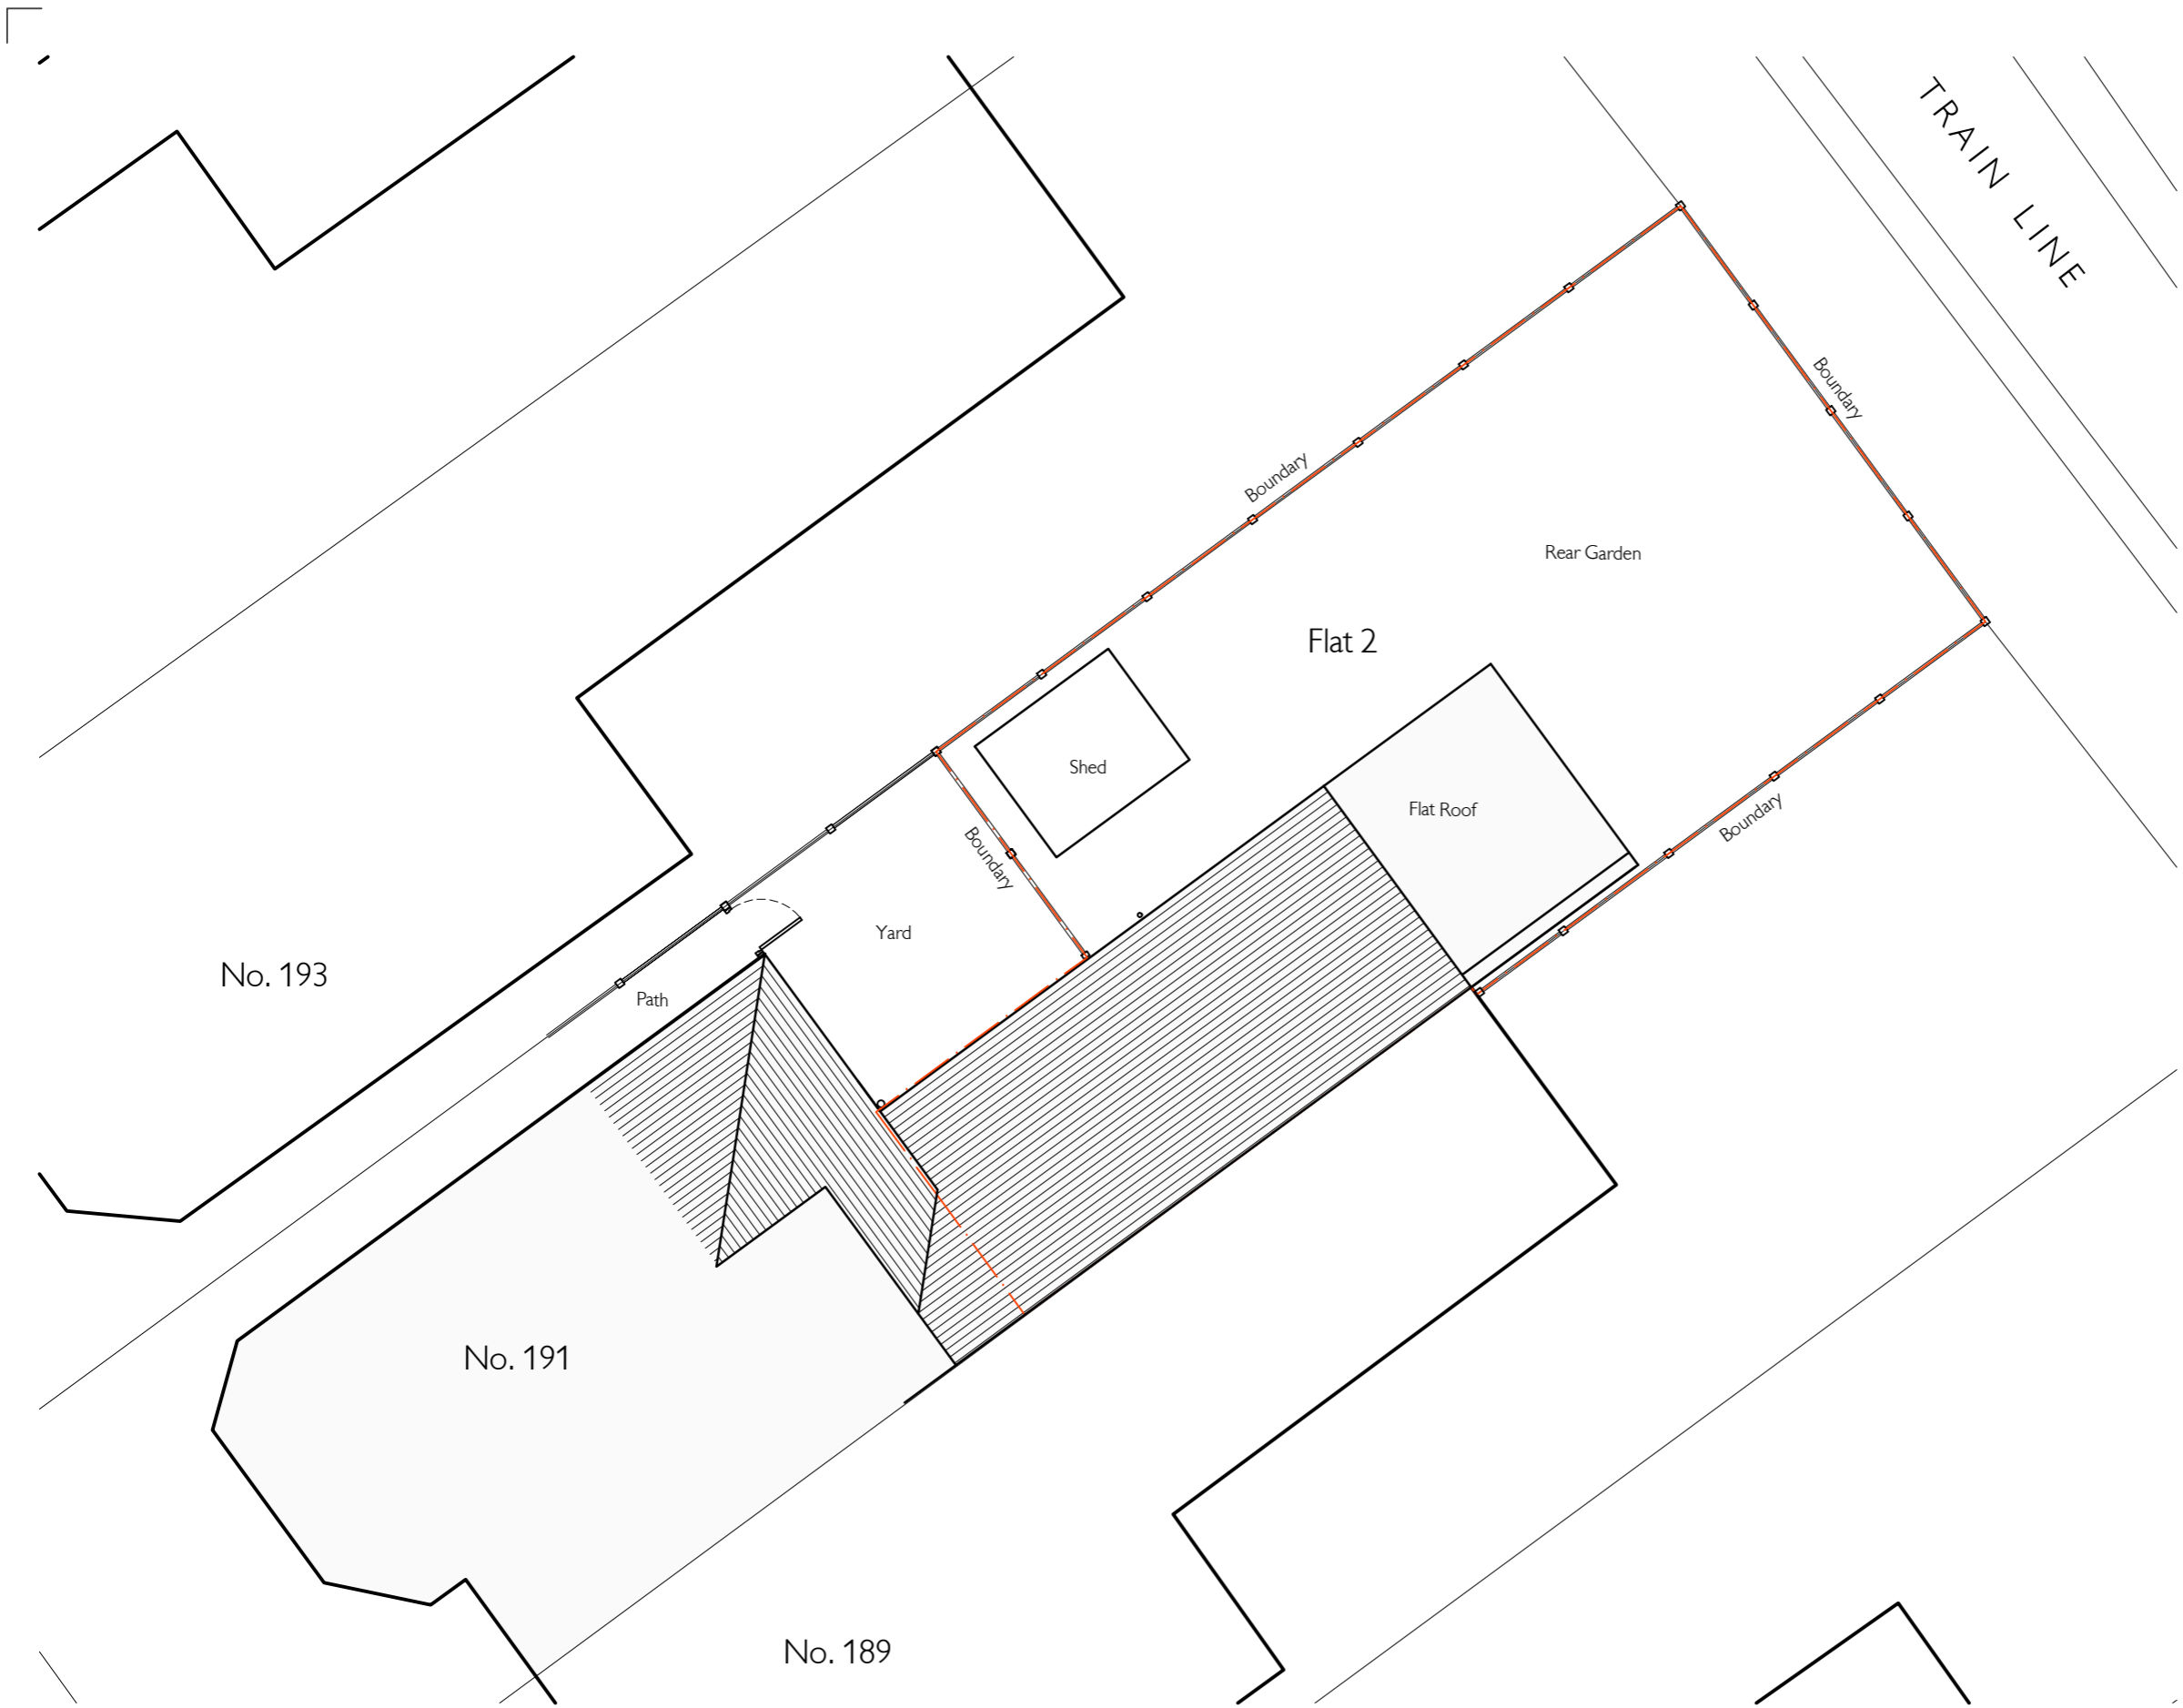 TRAIN LINE
Boundary
Boundary
Rear Garden
Flat 2
Shed
Flat Roof
Boundary
Boundary
Yard
No. 193
Path
No. 191
No. 189